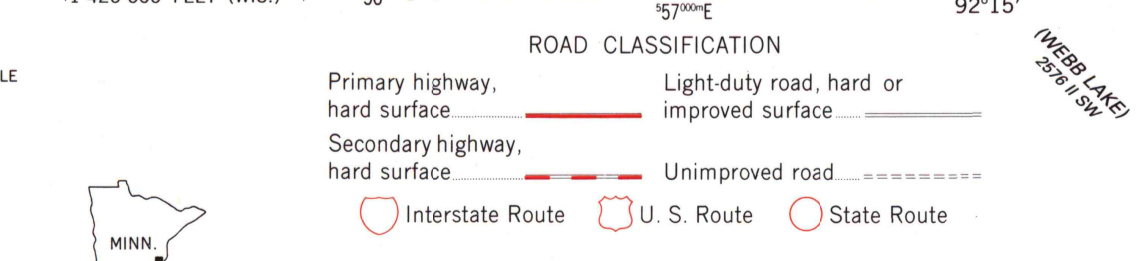 557000mE
92°15'
ROAD CLASSIFICATION
(WEBB LAKE)
2576 II SW
LE
Primary highway,
hard surface
Light-duty road, hard or
improved surface
Secondary highway,
hard surface
Unimproved road
Interstate Route
U. S. Route
State Route
MINN.